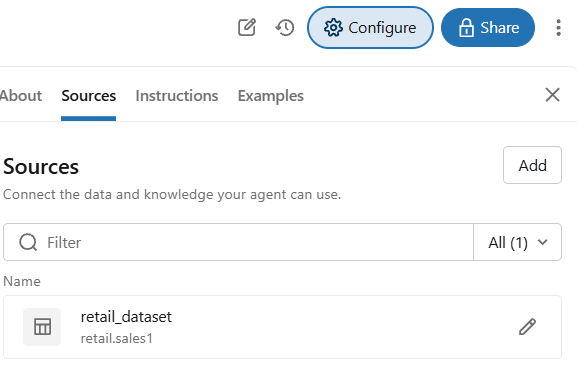 Configure Share
About Sources Instructions Examples
Sources
Add
Connect the data and knowledge your agent can use.
Filter
All (1)
Name
retail_dataset
retail.sales1